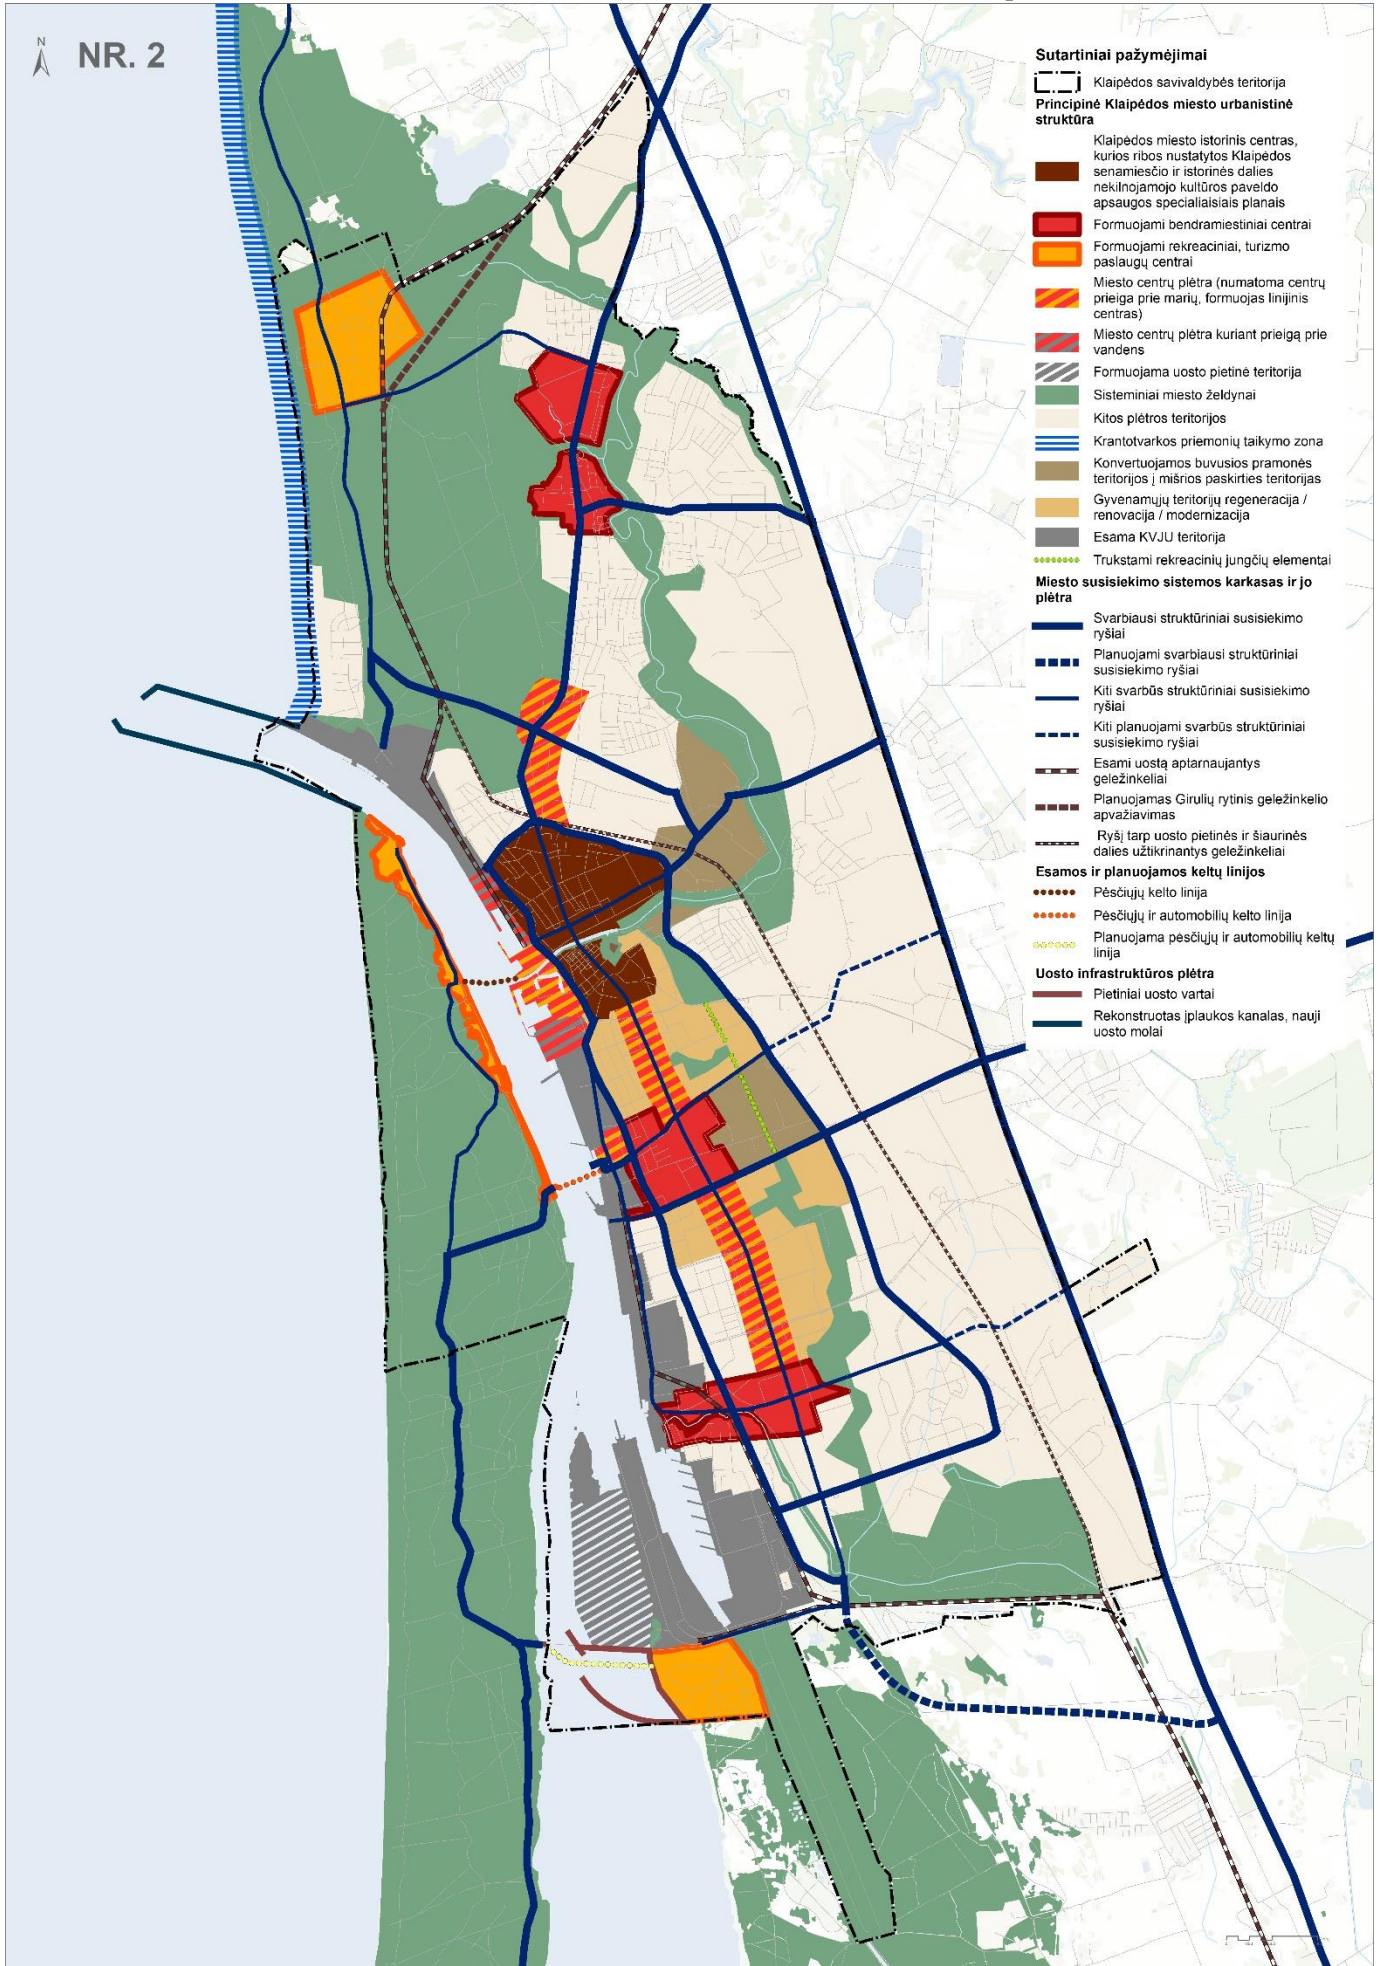 N
NR. 2
Sutartiniai pažymėjimai
Klaipėdos savivaldybės teritorija
Principinė Klaipėdos miesto urbanistinė
struktūra
Klaipėdos miesto istorinis centras,
kurios ribos nustatytos Klaipėdos
senamiesčio ir istorinės dalies
nekilnojamojo kultūros paveldo
apsaugos specialiaisiais planais
Formuojami bendramiestiniai centrai
Formuojami rekreaciniai, turizmo
paslaugų centrai
Miesto centrų plėtra (numatoma centrų
prieiga prie marių, formuojas linijinis
centras)
Miesto centrų plėtra kuriant prieigą prie
vandens
Formuojama uosto pietinė teritorija
Sisteminiai miesto želdynai
Kitos plėtros teritorijos
Krantotvarkos priemonių taikymo zona
Konvertuojamos buvusios pramonės
teritorijos į mišrios paskirties teritorijas
Gyvenamųjų teritorijų regeneracija /
renovacija / modernizacija
Esama KVJU teritorija
Trukstami rekreacinių jungčių elementai
Miesto susisiekimo sistemos karkasas ir jo
plėtra
Svarbiausi struktūriniai susisiekimo
ryšiai
Planuojami svarbiausi struktūriniai
susisiekimo ryšiai
Kiti svarbūs struktūriniai susisiekimo
ryšiai
Kiti planuojami svarbūs struktūriniai
susisiekimo ryšiai
Esami uostą aptarnaujantys
geležinkeliai
Planuojamas Girulių rytinis geležinkelio
apvažiavimas
Ryšį tarp uosto pietinės ir šiaurinės
dalies užtikrinantys geležinkeliai
Esamos ir planuojamos keltų linijos
Pėsčiųjų kelto linija
Pėsčiųjų ir automobilių kelto linija
Planuojama pėsčiųjų ir automobilių keltų
linija
Uosto infrastruktūros plėtra
Pietiniai uosto vartai
Rekonstruotas įplaukos kanalas, nauji
uosto molai